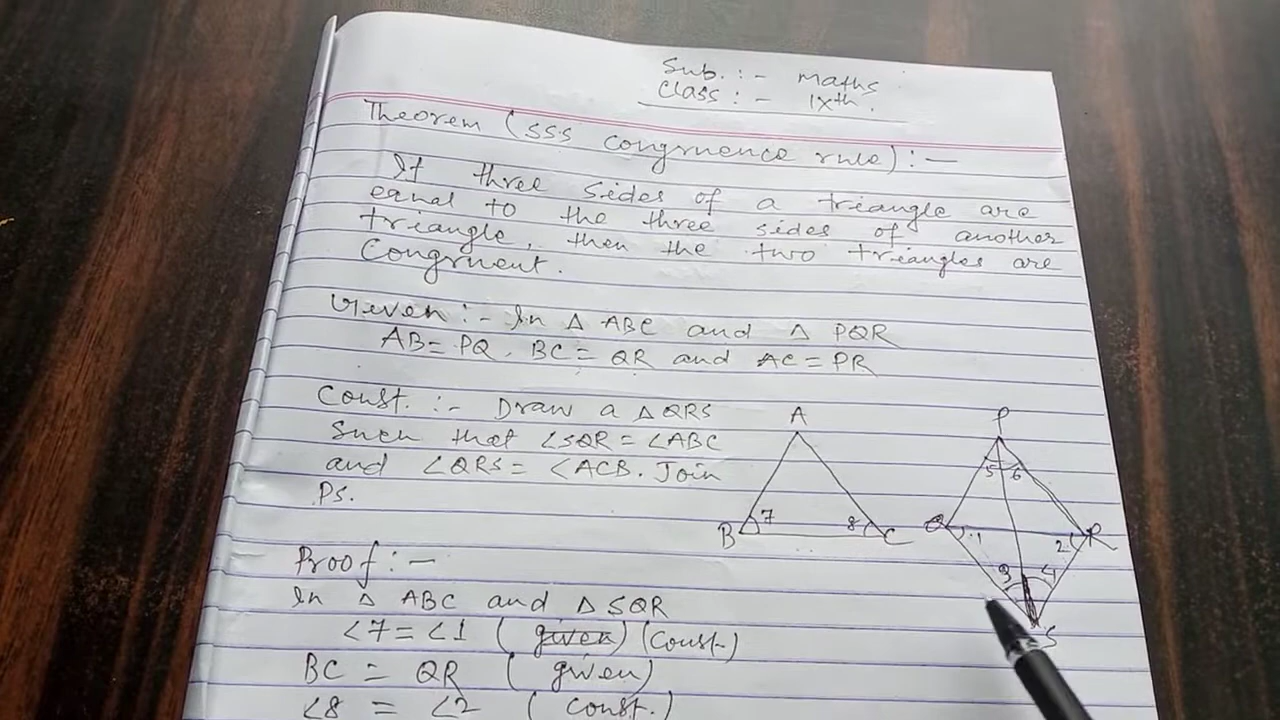 Sub. :- Maths
Class :- IXth.
Theorem (SSS congruence rule) :-
If three sides of a triangle are
equal to the three sides of another
triangle, then the two triangles are
Congruent.
Given :- In Δ ABC and Δ PQR
AB = PQ, BC = QR and AC = PR
Const. :- Draw a Δ QRS
Such that ∠SQR = ∠ABC
and ∠QRS = ∠ACB. Join
PS.
A
B 7 8 C
P
5 6
Q 1 2 R
3 4
S
Proof :-
In Δ ABC and Δ SQR
∠7 = ∠1 (given) (Const.)
BC = QR (given)
∠8 = ∠2 (Const.)